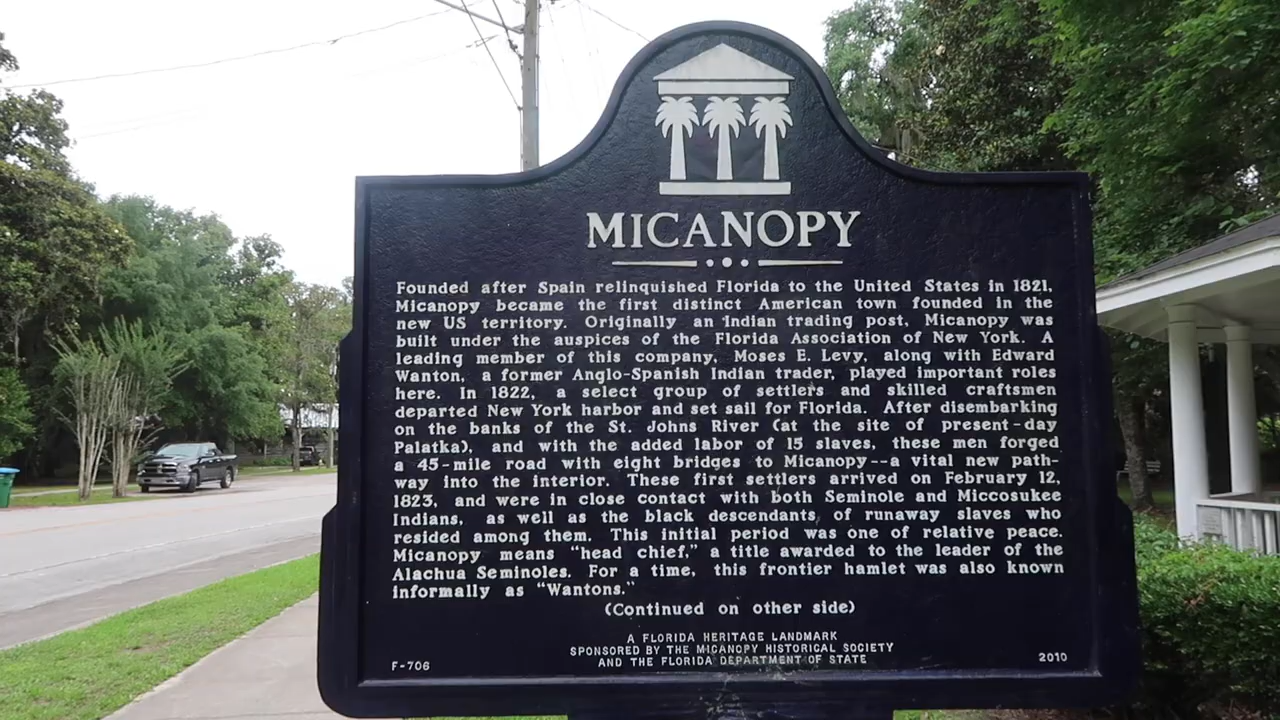 MICANOPY
Founded after Spain relinquished Florida to the United States in 1821,
Micanopy became the first distinct American town founded in the
new US territory. Originally an Indian trading post, Micanopy was
built under the auspices of the Florida Association of New York. A
leading member of this company, Moses E. Levy, along with Edward
Wanton, a former Anglo-Spanish Indian trader, played important roles
here. In 1822, a select group of settlers and skilled craftsmen
departed New York harbor and set sail for Florida. After disembarking
on the banks of the St. Johns River (at the site of present-day
Palatka), and with the added labor of 15 slaves, these men forged
a 45-mile road with eight bridges to Micanopy--a vital new path-
way into the interior. These first settlers arrived on February 12,
1823, and were in close contact with both Seminole and Miccosukee
Indians, as well as the black descendants of runaway slaves who
resided among them. This initial period was one of relative peace.
Micanopy means "head chief," a title awarded to the leader of the
Alachua Seminoles. For a time, this frontier hamlet was also known
informally as "Wantons."
(Continued on other side)
A FLORIDA HERITAGE LANDMARK
SPONSORED BY THE MICANOPY HISTORICAL SOCIETY
AND THE FLORIDA DEPARTMENT OF STATE
F-706
2010